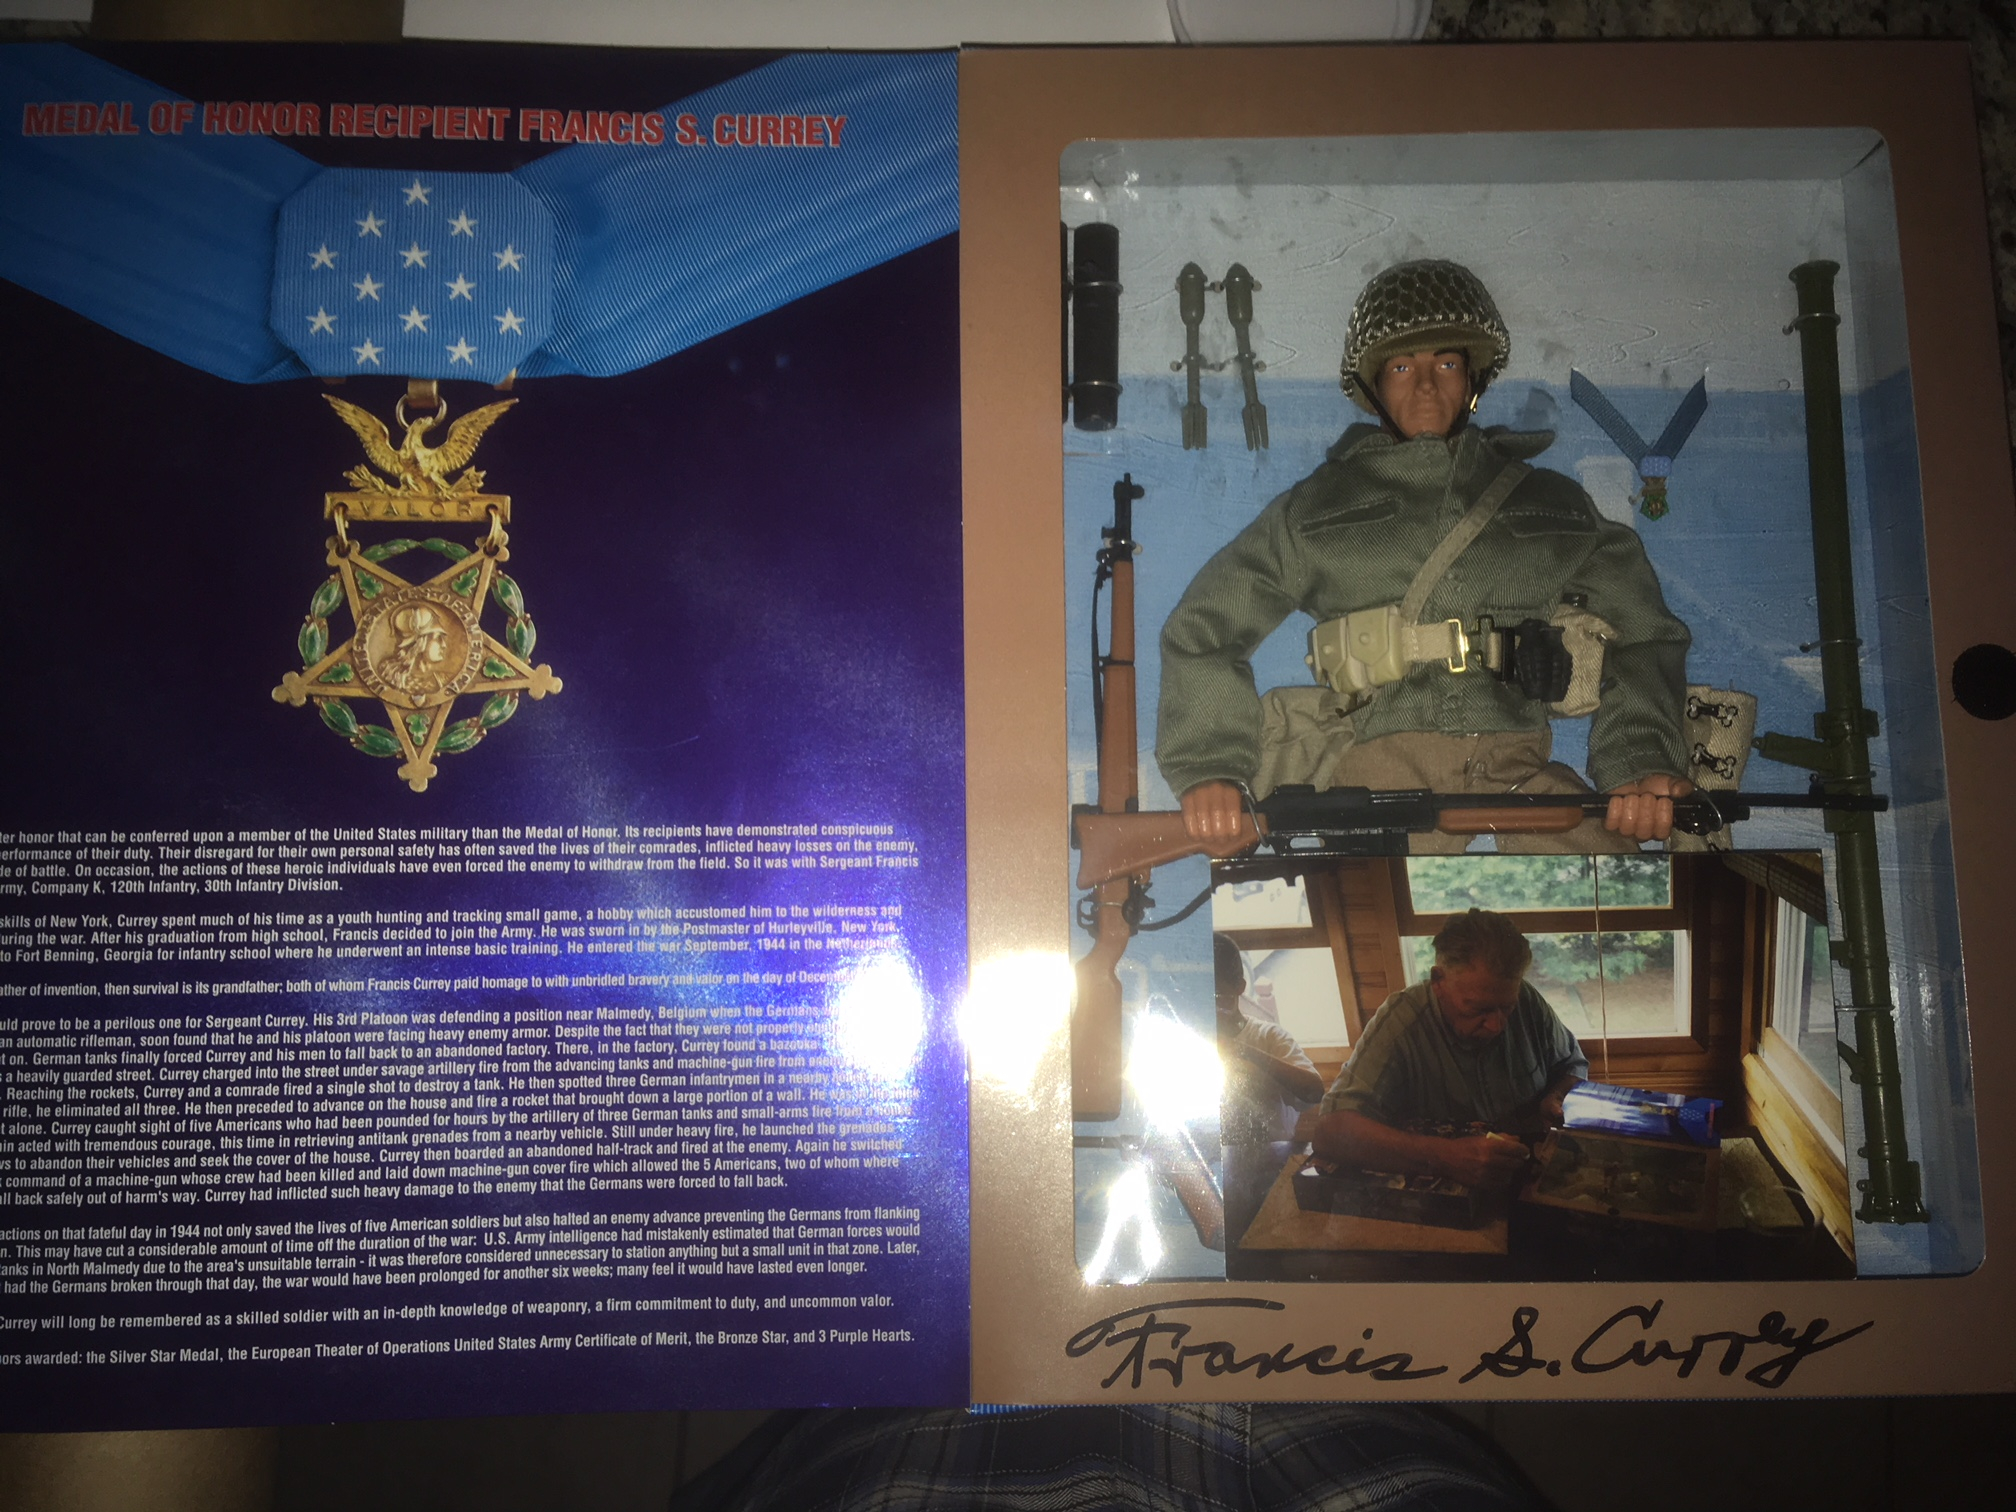 MEDAL OF HONOR RECIPIENT FRANCIS S. CURREY
VALOR
UNITED STATES OF AMERICA
honor that can be conferred upon a member of the United States military than the Medal of Honor. Its recipients have demonstrated conspicuous
performance of their duty. Their disregard for their own personal safety has often saved the lives of their comrades, inflicted heavy losses on the enemy,
of battle. On occasion, the actions of these heroic individuals have even forced the enemy to withdraw from the field. So it was with Sergeant Francis
Company K, 120th Infantry, 30th Infantry Division.
of New York, Currey spent much of his time as a youth hunting and tracking small game, a hobby which accustomed him to the wilderness and
during the war. After his graduation from high school, Francis decided to join the Army. He was sworn in by the Postmaster of Hurleyville, New York,
to Fort Benning, Georgia for infantry school where he underwent an intense basic training. He entered the war September, 1944 in the
of invention, then survival is its grandfather; both of whom Francis Currey paid homage to with unbridled bravery and valor on the day of
prove to be a perilous one for Sergeant Currey. His 3rd Platoon was defending a position near Malmedy, Belgium when the Germans
an automatic rifleman, soon found that he and his platoon were facing heavy enemy armor. Despite the fact that they were not properly
on. German tanks finally forced Currey and his men to fall back to an abandoned factory. There, in the factory, Currey found a bazooka
a heavily guarded street. Currey charged into the street under savage artillery fire from the advancing tanks and machine-gun fire from
Reaching the rockets, Currey and a comrade fired a single shot to destroy a tank. He then spotted three German infantrymen in a nearby
rifle, he eliminated all three. He then preceded to advance on the house and fire a rocket that brought down a large portion of a wall. He
alone. Currey caught sight of five Americans who had been pounded for hours by the artillery of three German tanks and small-arms fire from a
acted with tremendous courage, this time in retrieving antitank grenades from a nearby vehicle. Still under heavy fire, he launched the grenades
to abandon their vehicles and seek the cover of the house. Currey then boarded an abandoned half-track and fired at the enemy. Again he switched
command of a machine-gun whose crew had been killed and laid down machine-gun cover fire which allowed the 5 Americans, two of whom where
back safely out of harm's way. Currey had inflicted such heavy damage to the enemy that the Germans were forced to fall back.
actions on that fateful day in 1944 not only saved the lives of five American soldiers but also halted an enemy advance preventing the Germans from flanking
This may have cut a considerable amount of time off the duration of the war: U.S. Army intelligence had mistakenly estimated that German forces would
tanks in North Malmedy due to the area's unsuitable terrain - it was therefore considered unnecessary to station anything but a small unit in that zone. Later,
had the Germans broken through that day, the war would have been prolonged for another six weeks; many feel it would have lasted even longer.
Currey will long be remembered as a skilled soldier with an in-depth knowledge of weaponry, a firm commitment to duty, and uncommon valor.
awarded: the Silver Star Medal, the European Theater of Operations United States Army Certificate of Merit, the Bronze Star, and 3 Purple Hearts.
Francis S. Currey